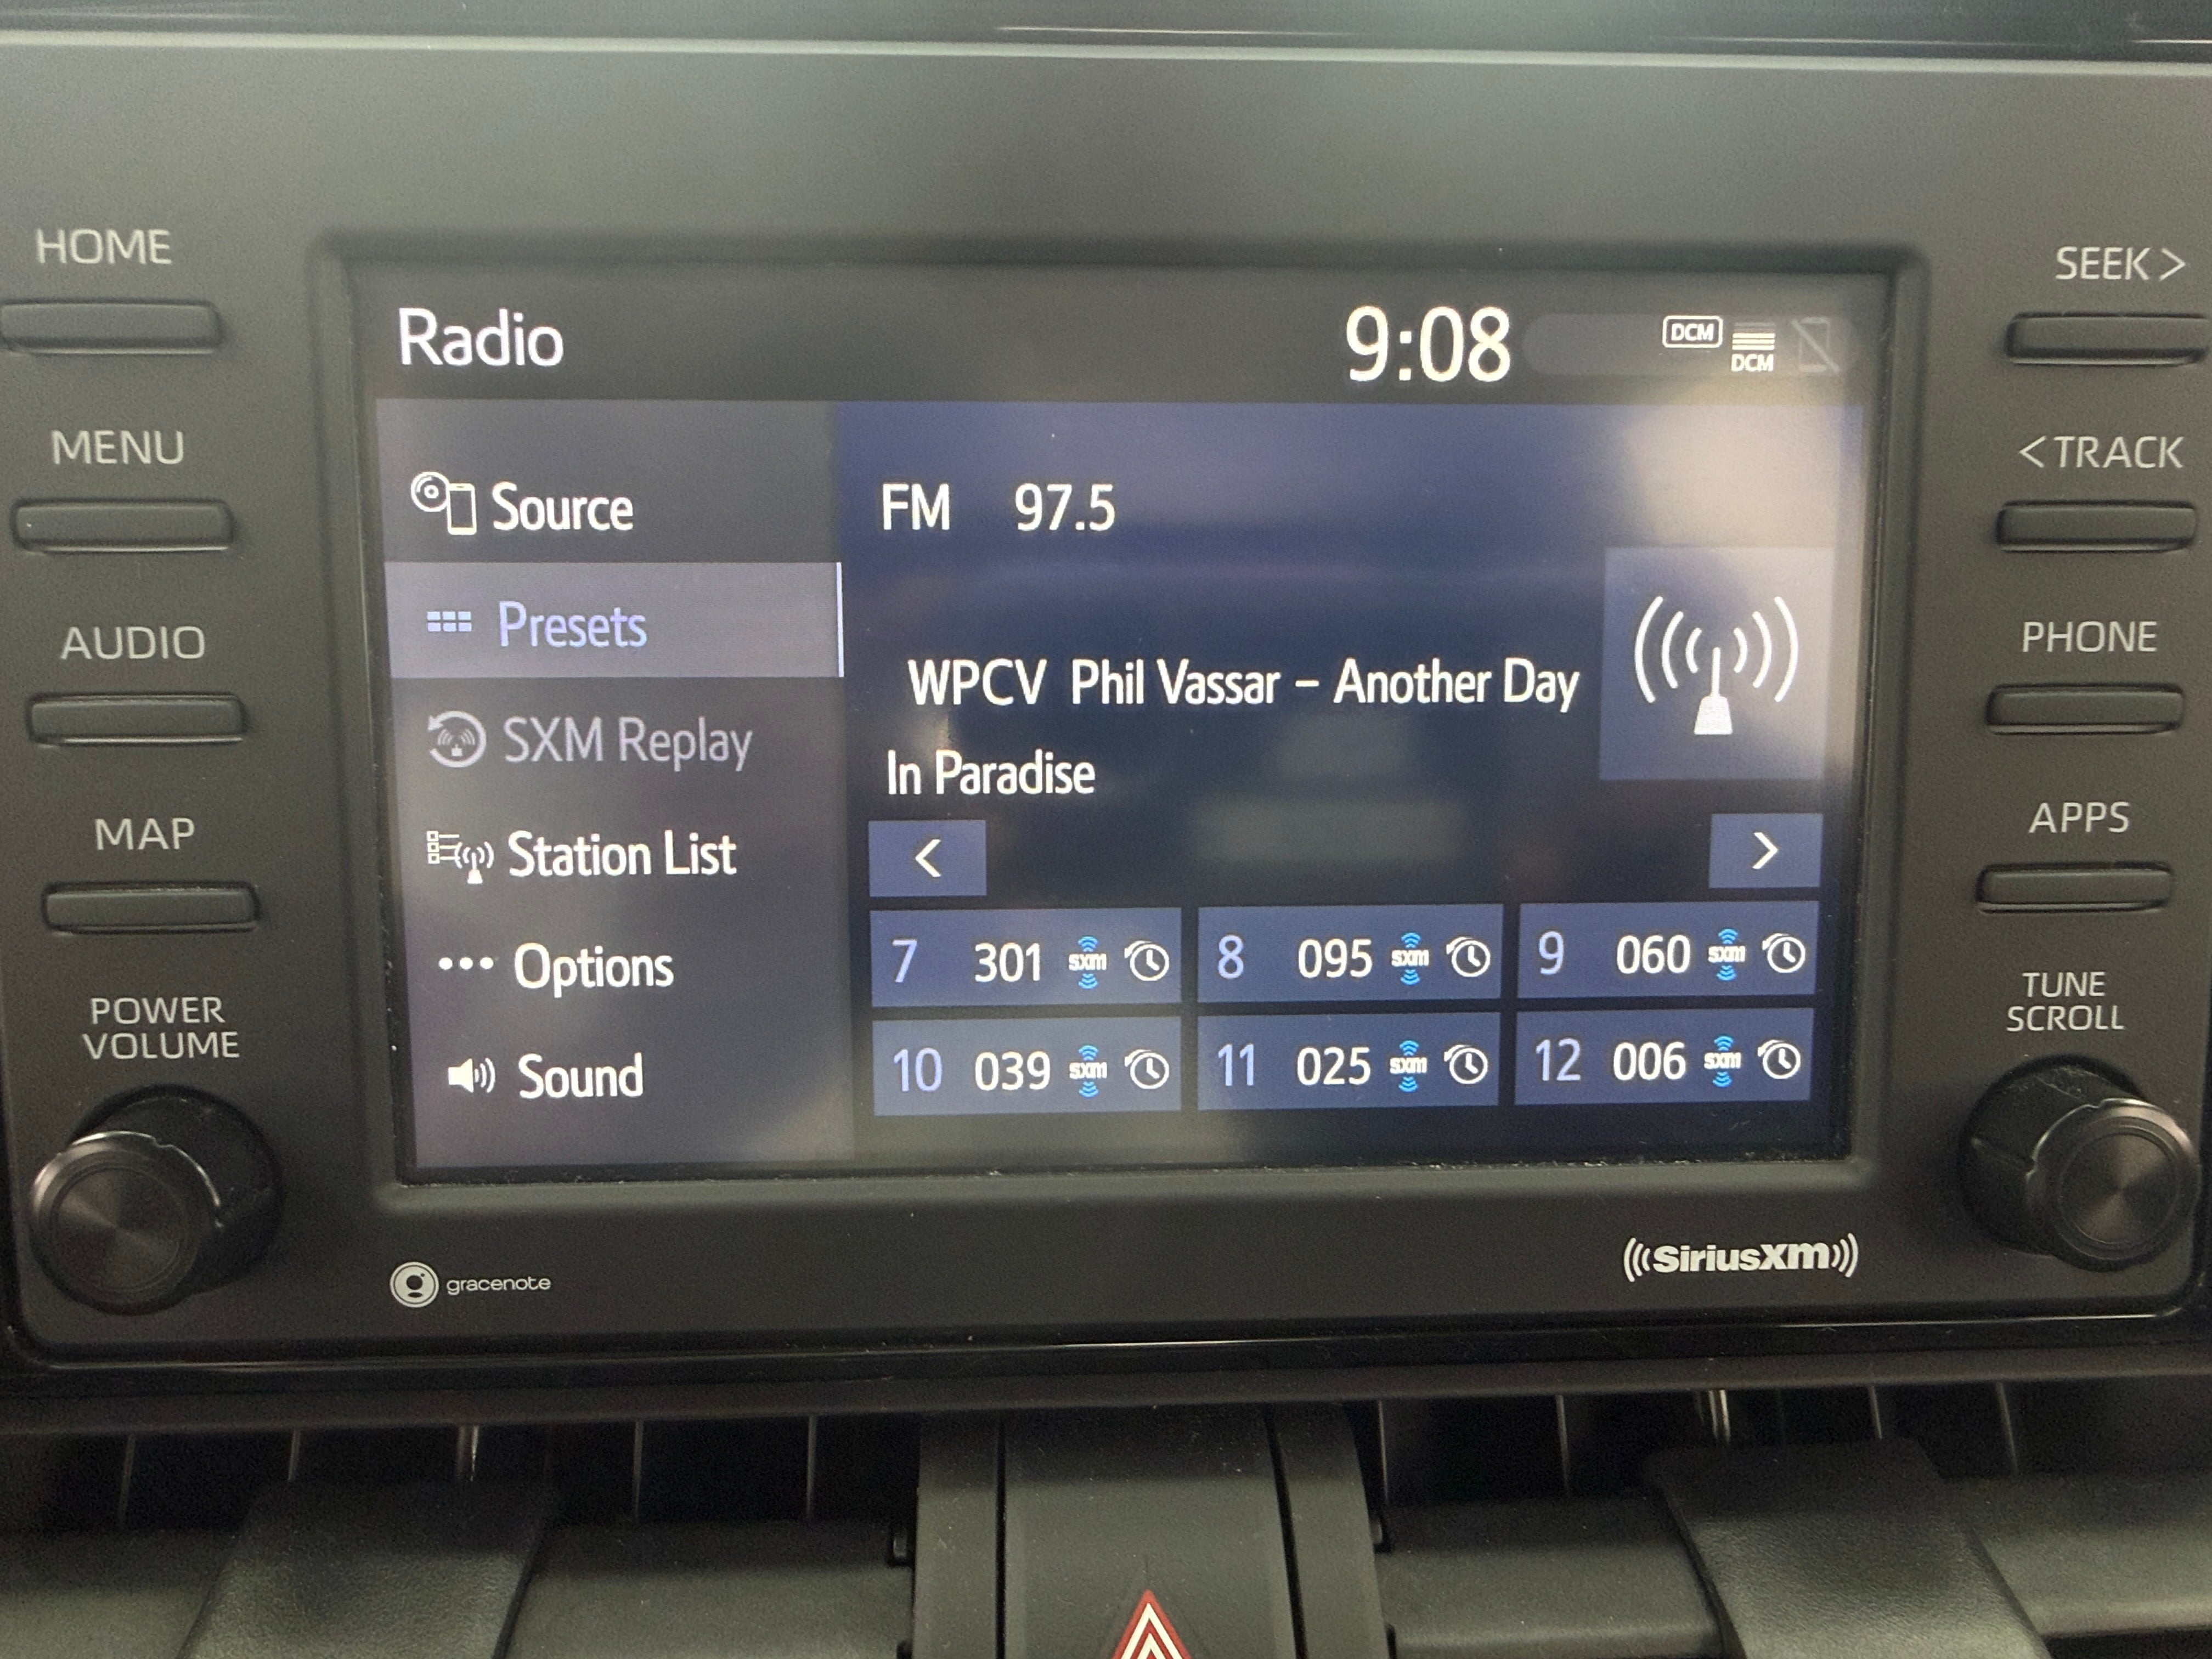 HOME
MENU
AUDIO
MAP
POWER
VOLUME
Radio
9:08
DCM
DCM
Source
Presets
SXM Replay
Station List
Options
Sound
FM 97.5
WPCV Phil Vassar – Another Day
In Paradise
<
>
7 301 sxm
8 095 sxm
9 060 sxm
10 039 sxm
11 025 sxm
12 006 sxm
SEEK >
< TRACK
PHONE
APPS
TUNE
SCROLL
gracenote
SiriusXM